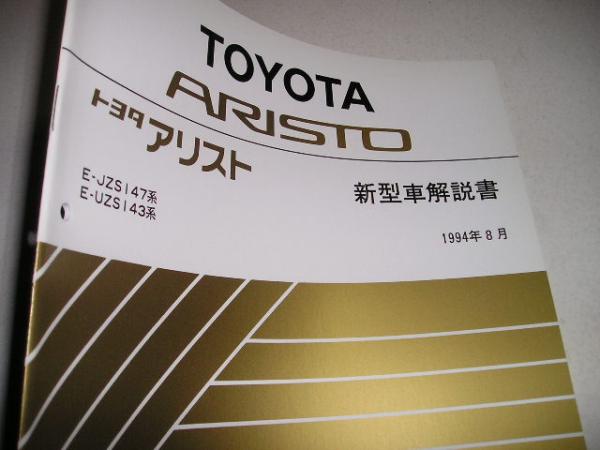 TOYOTA
ARISTO
トヨタ アリスト
E-JZS147系
E-UZS143系
新型車解説書
1994年8月